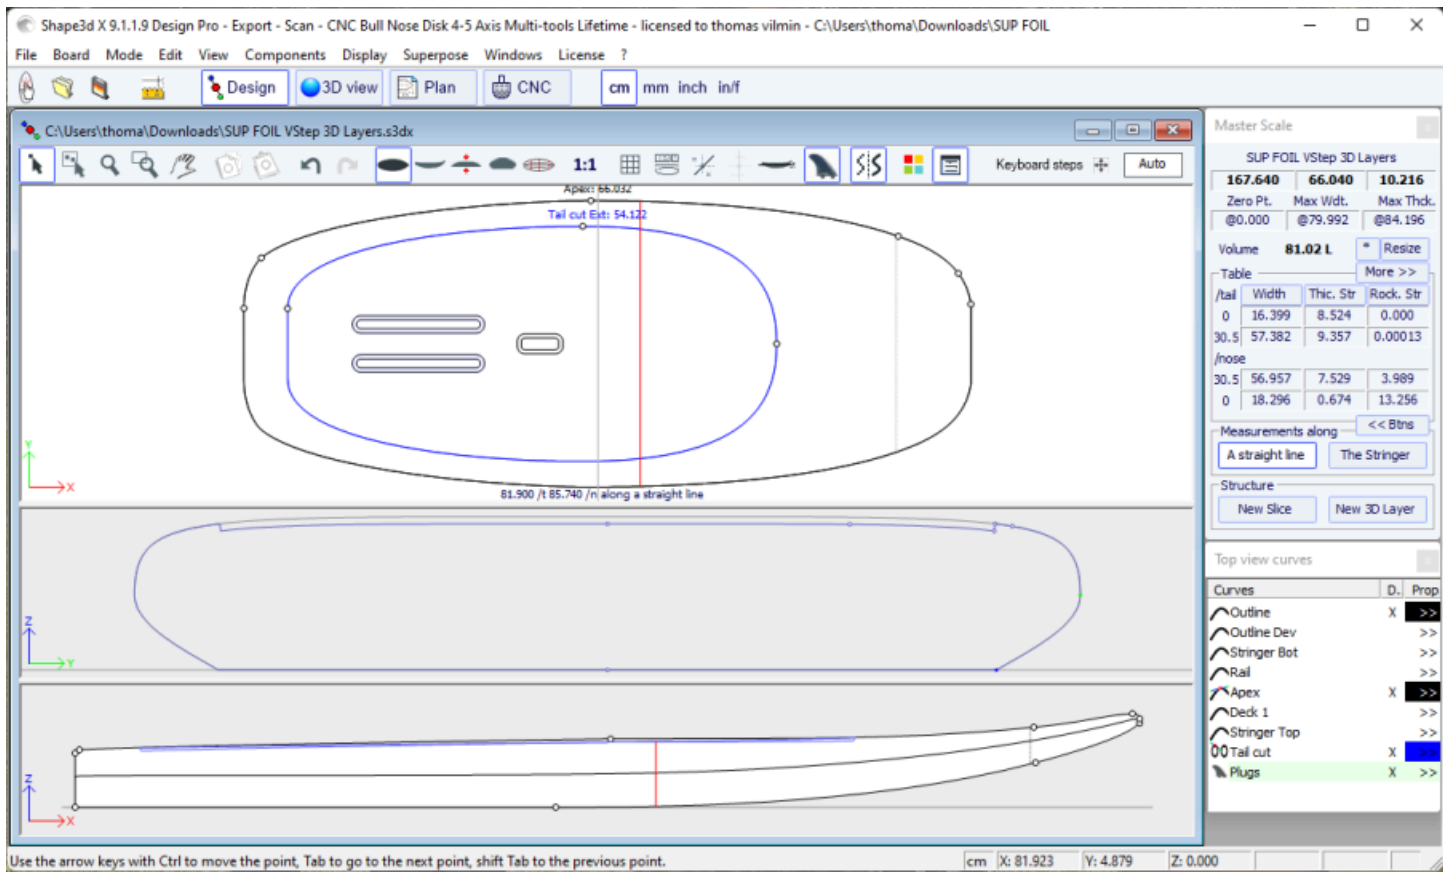 Shape3d X 9.1.1.9 Design Pro - Export - Scan - CNC Bull Nose Disk 4-5 Axis Multi-tools Lifetime - licensed to thomas vilmin - C:\Users\thoma\Downloads\SUP FOIL
File Board Mode Edit View Components Display Superpose Windows License ?
Design 3D view Plan CNC cm mm inch in/f
C:\Users\thoma\Downloads\SUP FOIL VStep 3D Layers.s3dx
1:1 Keyboard steps Auto
Apex: 66.032
Tail cut Ext: 54.122
Y
X
81.900 /t 85.740 /n along a straight line
Z
Y
Z
X
Master Scale
SUP FOIL VStep 3D Layers
167.640 66.040 10.216
Zero Pt. Max Wdt. Max Thck.
@0.000 @79.992 @84.196
Volume 81.02 L * Resize
Table More >>
/tail Width Thic. Str Rock. Str
0 16.399 8.524 0.000
30.5 57.382 9.357 0.00013
/nose
30.5 56.957 7.529 3.989
0 18.296 0.674 13.256
<< Btns
Measurements along
A straight line The Stringer
Structure
New Slice New 3D Layer
Top view curves
Curves D. Prop
Outline X >>
Outline Dev >>
Stringer Bot >>
Rail >>
Apex X >>
Deck 1 >>
Stringer Top >>
Tail cut X >>
Plugs X >>
Use the arrow keys with Ctrl to move the point, Tab to go to the next point, shift Tab to the previous point.
cm X: 81.923 Y: 4.879 Z: 0.000